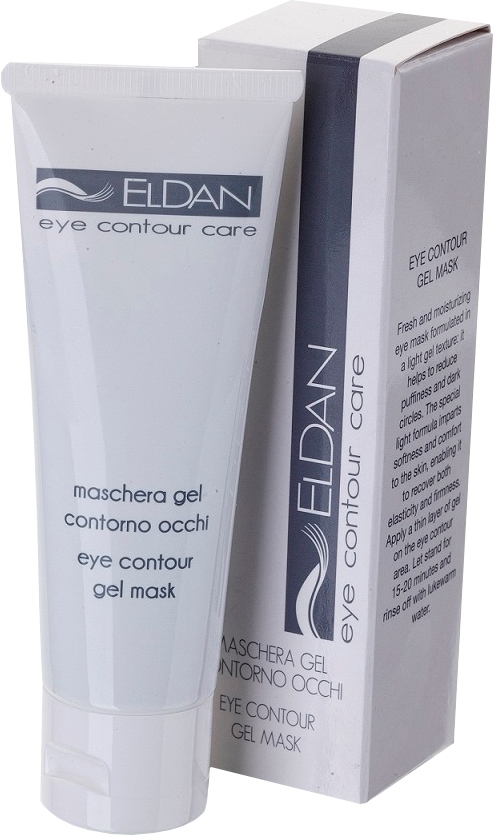 ELDAN
eye contour care
maschera gel
contorno occhi
eye contour
gel mask
ELDAN
eye contour care
MASCHERA GEL
CONTORNO OCCHI
EYE CONTOUR
GEL MASK
EYE CONTOUR
GEL MASK
Fresh and moisturizing
eye mask formulated in
a light gel texture: it
helps to reduce
puffiness and dark
circles. The special
light formula imparts
softness and comfort
to the skin, enabling it
to recover both
elasticity and firmness.
Apply a thin layer of gel
on the eye contour
area. Let stand for
15-20 minutes and
rinse off with lukewarm
water.